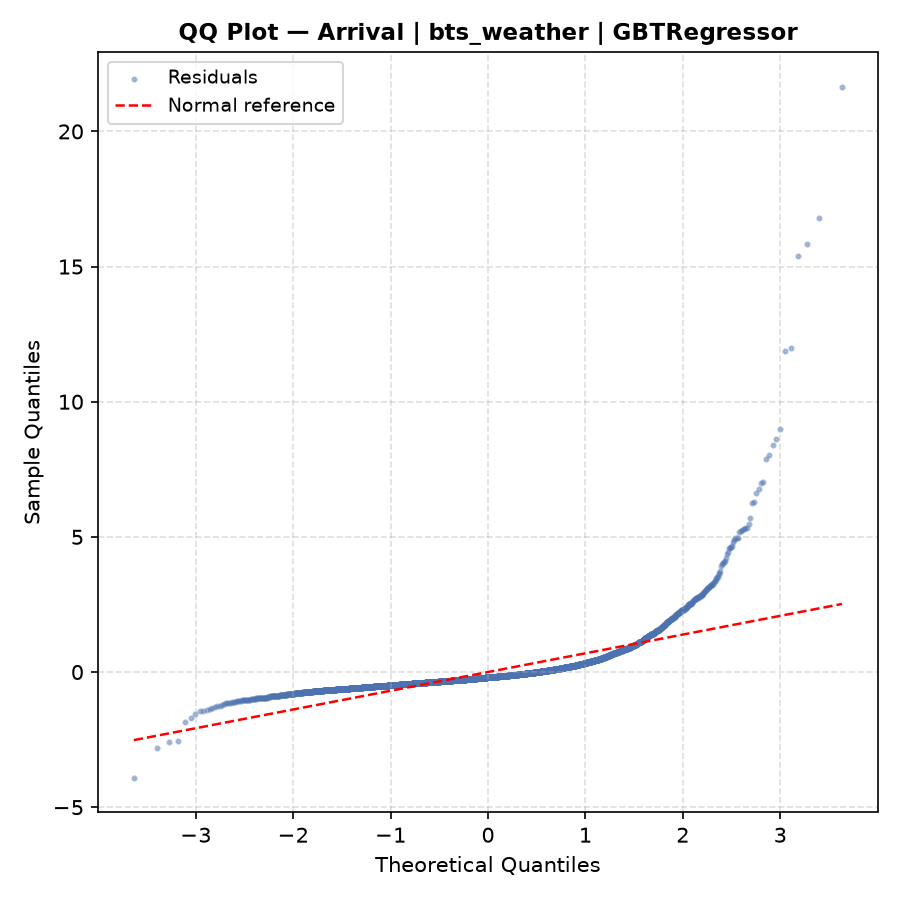 QQ Plot — Arrival | bts_weather | GBTRegressor
Residuals
Normal reference
20
15
10
5
0
−5
Sample Quantiles
−3 −2 −1 0 1 2 3
Theoretical Quantiles